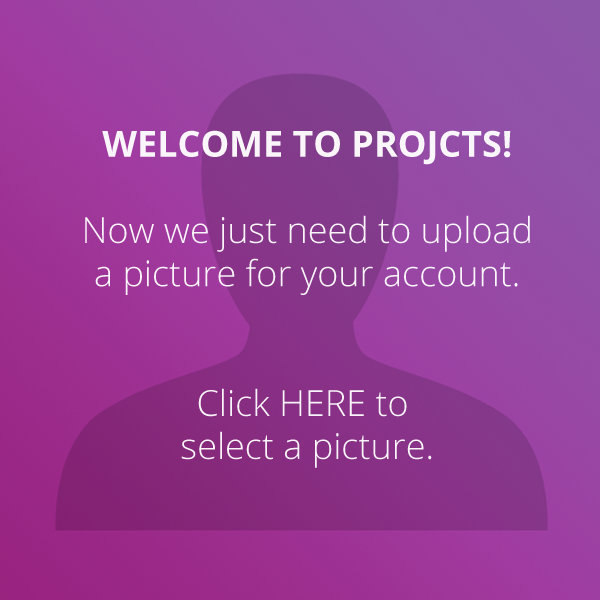 WELCOME TO PROJCTS!
Now we just need to upload
a picture for your account.
Click HERE to
select a picture.